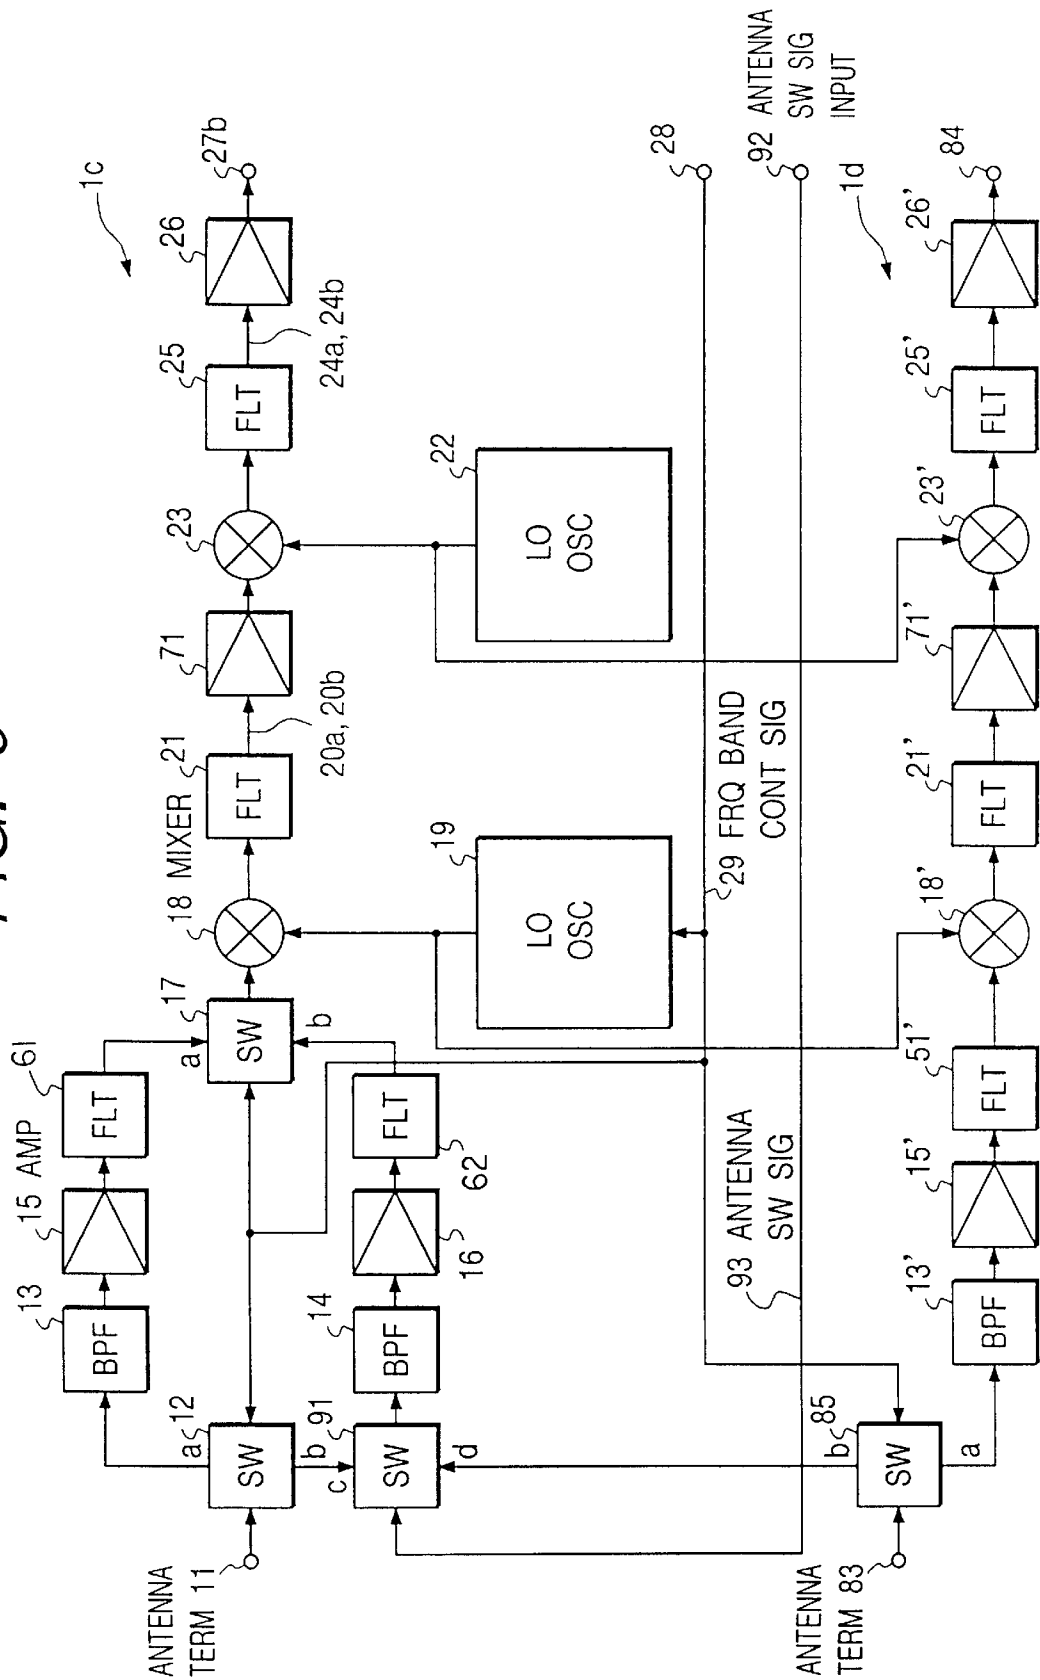 FIG.
1c
13
15 AMP
61
BPF
FLT
a
12
a
17
18 MIXER
21
71
23
25
26
27b
ANTENNA
TERM 11
SW
SW
FLT
FLT
b
b
20a, 20b
24a, 24b
c
91
14
SW
BPF
FLT
d
16
62
19
22
LO
OSC
LO
OSC
28
29 FRQ BAND
CONT SIG
93 ANTENNA
SW SIG
92 ANTENNA
SW SIG
INPUT
1d
b
85
ANTENNA
TERM 83
SW
a
13'
15'
51'
18'
21'
71'
23'
25'
26'
84
BPF
FLT
FLT
FLT